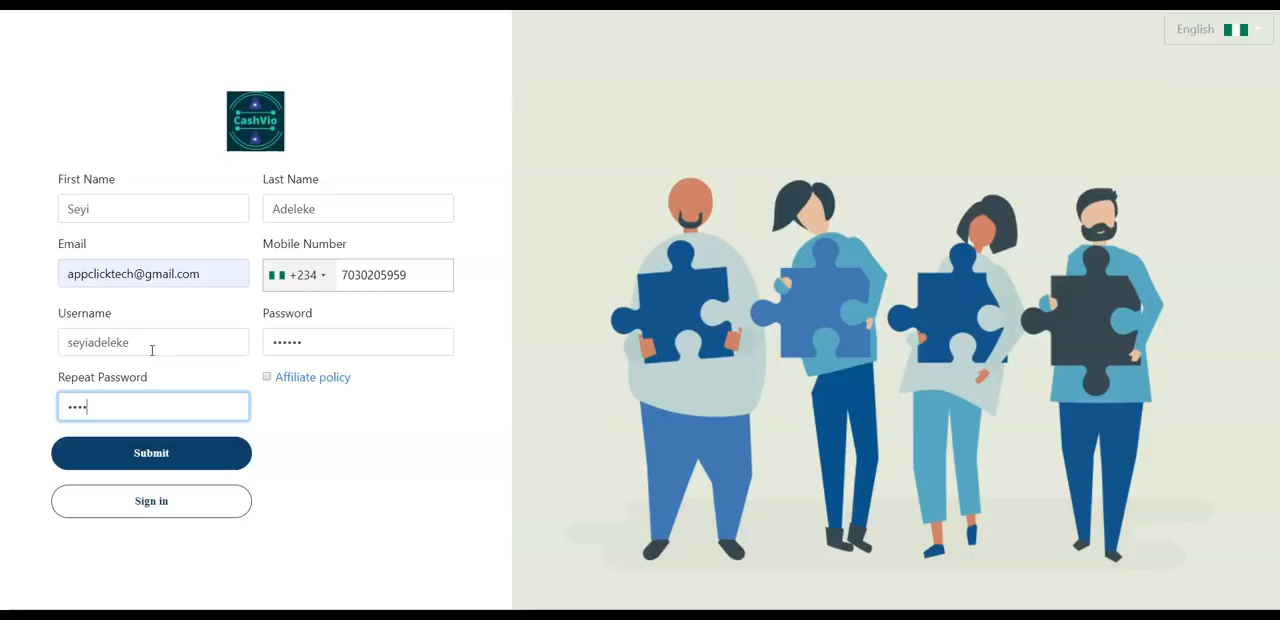 English
CashVio
First Name
Last Name
Seyi
Adeleke
Email
Mobile Number
appclicktech@gmail.com
+234
7030205959
Username
Password
seyiadeleke
••••••
Repeat Password
Affiliate policy
••••
Submit
Sign in